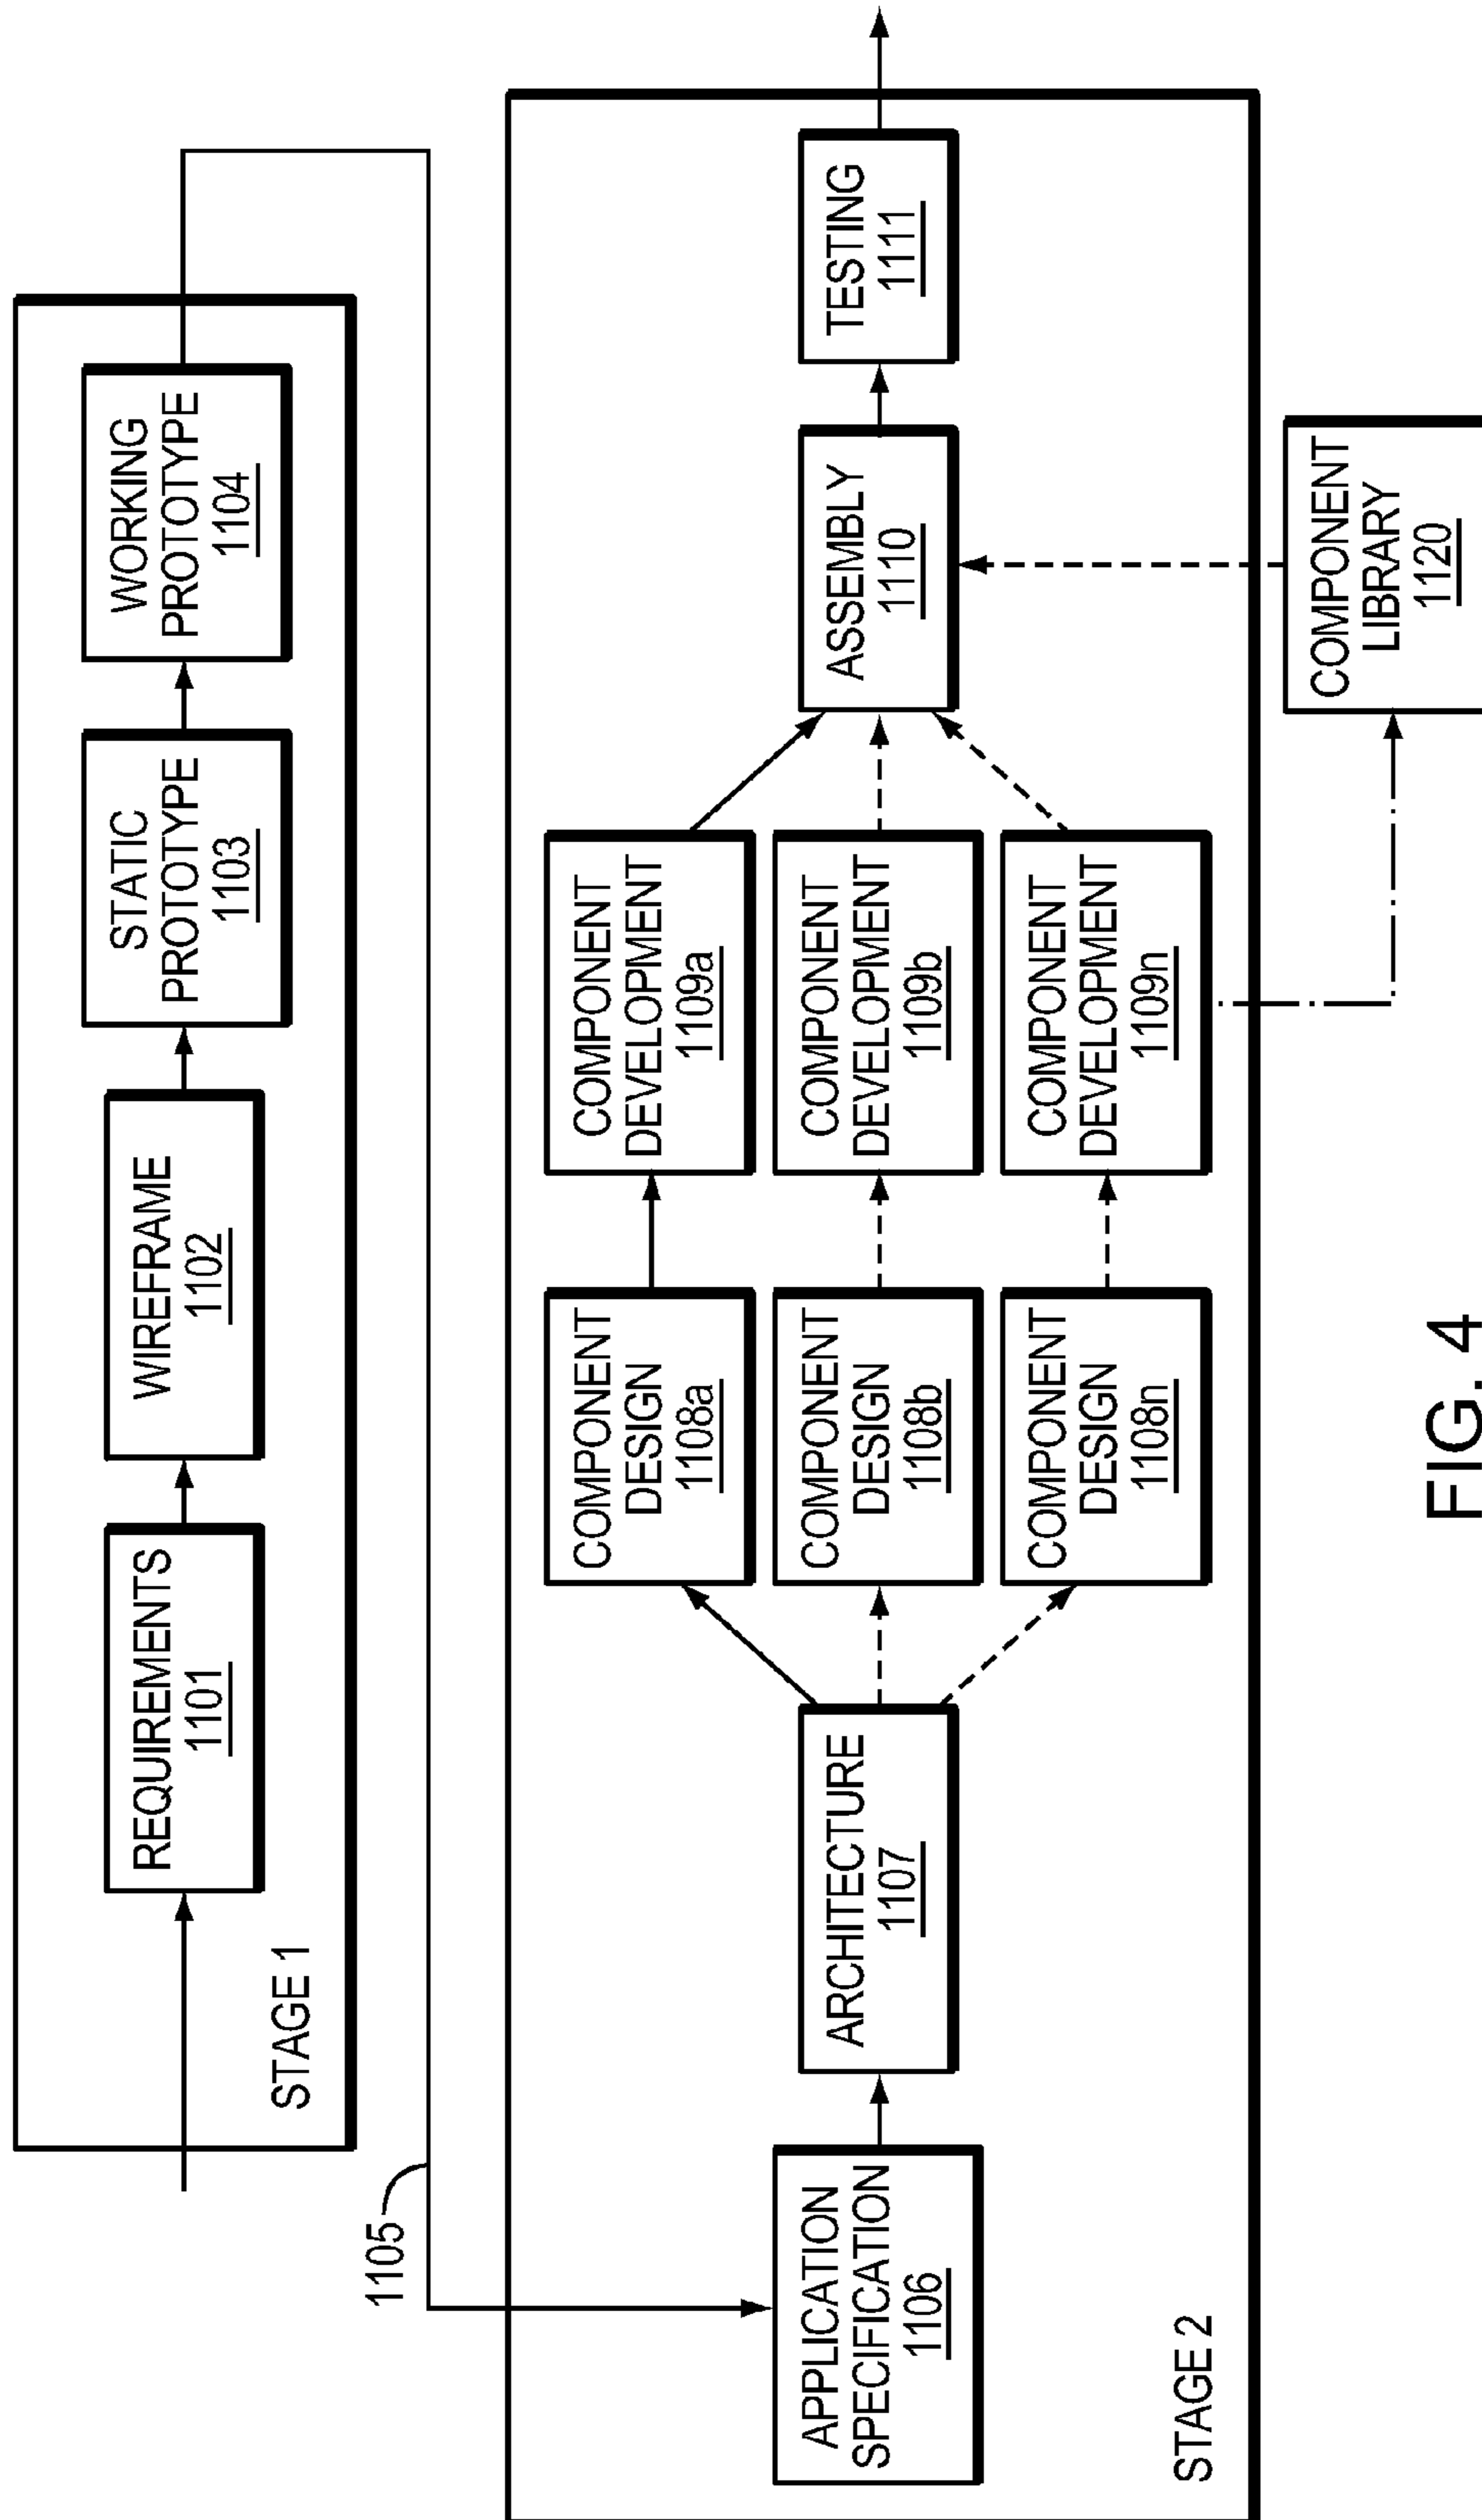 REQUIREMENTS
1101
WIREFRAME
1102
STATIC
PROTOTYPE
1103
WORKING
PROTOTYPE
1104
STAGE 1
1105
APPLICATION
SPECIFICATION
1106
ARCHITECTURE
1107
COMPONENT
DESIGN
1108a
COMPONENT
DESIGN
1108b
COMPONENT
DESIGN
1108n
COMPONENT
DEVELOPMENT
1109a
COMPONENT
DEVELOPMENT
1109b
COMPONENT
DEVELOPMENT
1109n
ASSEMBLY
1110
TESTING
1111
STAGE 2
COMPONENT
LIBRARY
1120
FIG. 4